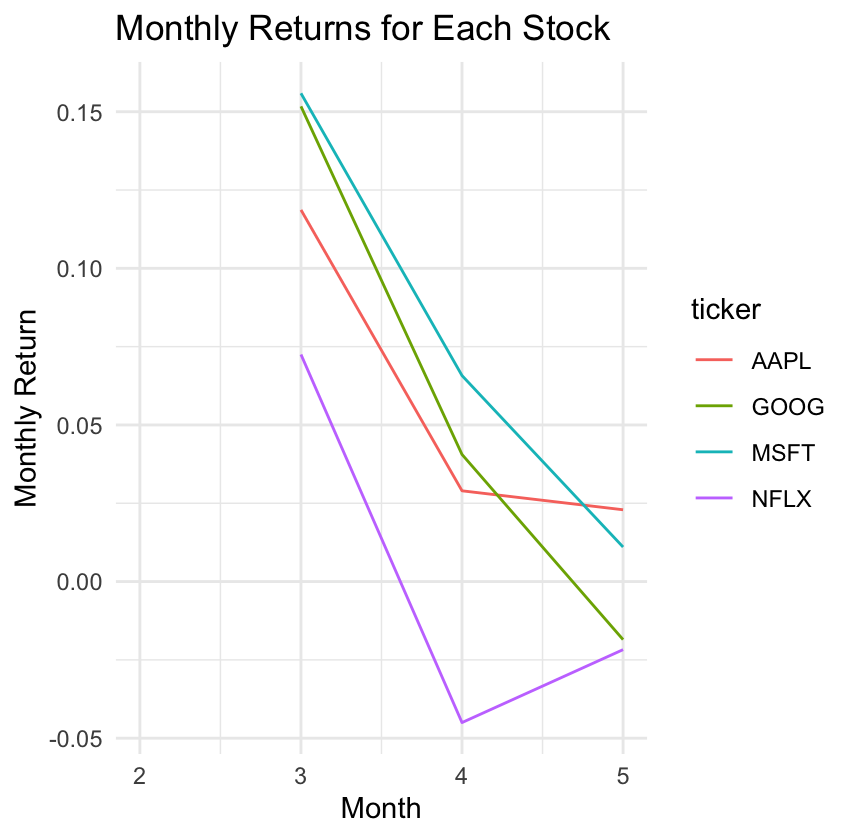 Monthly Returns for Each Stock
Monthly Return
0.15
0.10
0.05
0.00
-0.05
2 3 4 5
Month
ticker
AAPL
GOOG
MSFT
NFLX